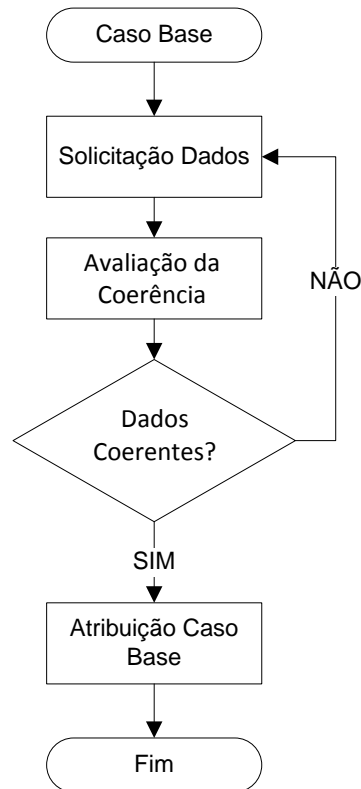 Caso Base
Solicitação Dados
Avaliação da
Coerência
NÃO
Dados
Coerentes?
SIM
Atribuição Caso
Base
Fim